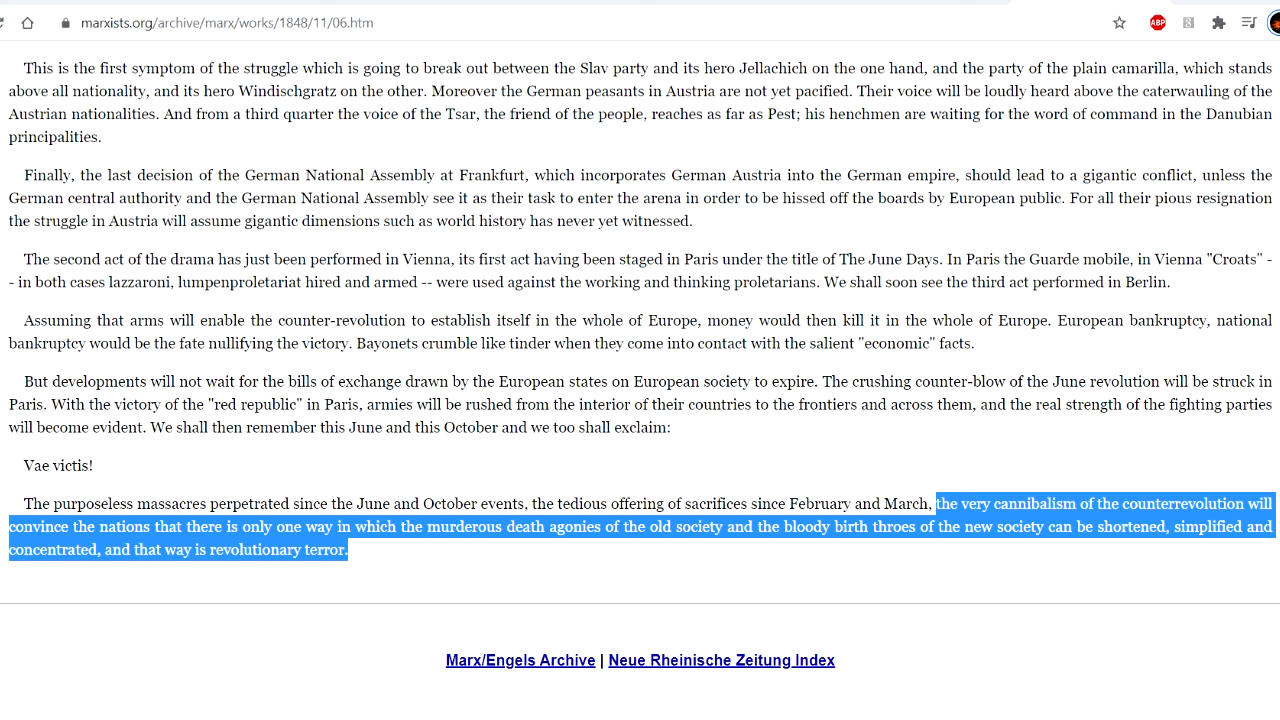 marxists.org/archive/marx/works/1848/11/06.htm
ABP
This is the first symptom of the struggle which is going to break out between the Slav party and its hero Jellachich on the one hand, and the party of the plain camarilla, which stands
above all nationality, and its hero Windischgratz on the other. Moreover the German peasants in Austria are not yet pacified. Their voice will be loudly heard above the caterwauling of the
Austrian nationalities. And from a third quarter the voice of the Tsar, the friend of the people, reaches as far as Pest; his henchmen are waiting for the word of command in the Danubian
principalities.
Finally, the last decision of the German National Assembly at Frankfurt, which incorporates German Austria into the German empire, should lead to a gigantic conflict, unless the
German central authority and the German National Assembly see it as their task to enter the arena in order to be hissed off the boards by European public. For all their pious resignation
the struggle in Austria will assume gigantic dimensions such as world history has never yet witnessed.
The second act of the drama has just been performed in Vienna, its first act having been staged in Paris under the title of The June Days. In Paris the Guarde mobile, in Vienna "Croats" -
- in both cases lazzaroni, lumpenproletariat hired and armed -- were used against the working and thinking proletarians. We shall soon see the third act performed in Berlin.
Assuming that arms will enable the counter-revolution to establish itself in the whole of Europe, money would then kill it in the whole of Europe. European bankruptcy, national
bankruptcy would be the fate nullifying the victory. Bayonets crumble like tinder when they come into contact with the salient "economic" facts.
But developments will not wait for the bills of exchange drawn by the European states on European society to expire. The crushing counter-blow of the June revolution will be struck in
Paris. With the victory of the "red republic" in Paris, armies will be rushed from the interior of their countries to the frontiers and across them, and the real strength of the fighting parties
will become evident. We shall then remember this June and this October and we too shall exclaim:
Vae victis!
The purposeless massacres perpetrated since the June and October events, the tedious offering of sacrifices since February and March, the very cannibalism of the counterrevolution will
convince the nations that there is only one way in which the murderous death agonies of the old society and the bloody birth throes of the new society can be shortened, simplified and
concentrated, and that way is revolutionary terror.
Marx/Engels Archive | Neue Rheinische Zeitung Index